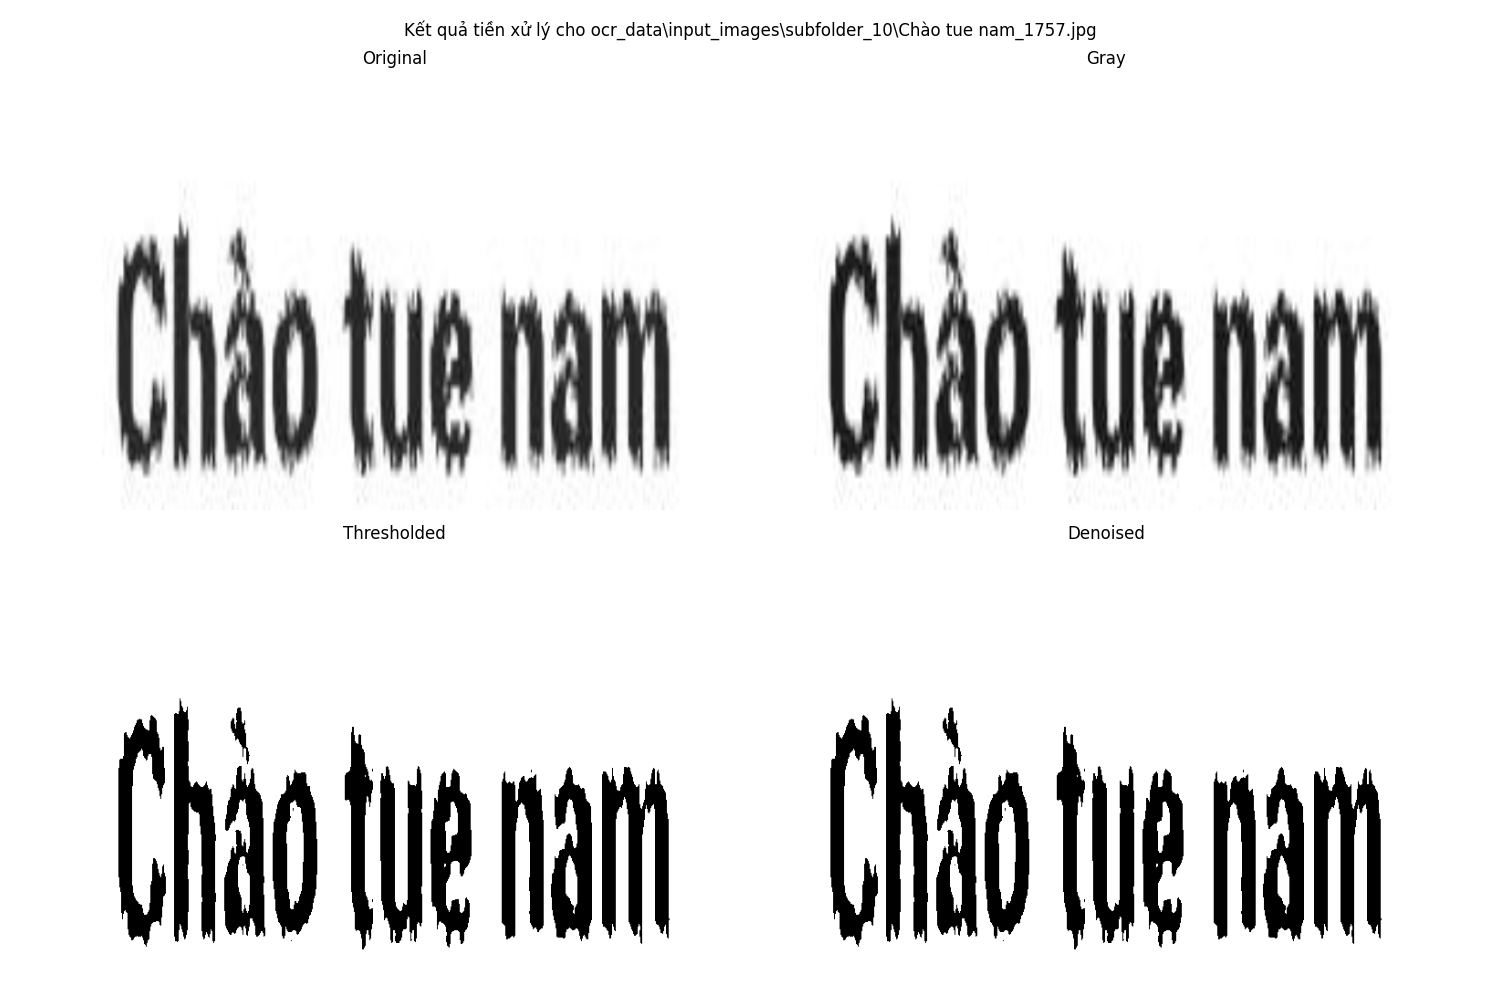 Kết quả tiền xử lý cho ocr_data\input_images\subfolder_10\Chào tue nam_1757.jpg
Original
Gray
Chào tue nam
Chào tue nam
Thresholded
Denoised
Chào tue nam
Chào tue nam